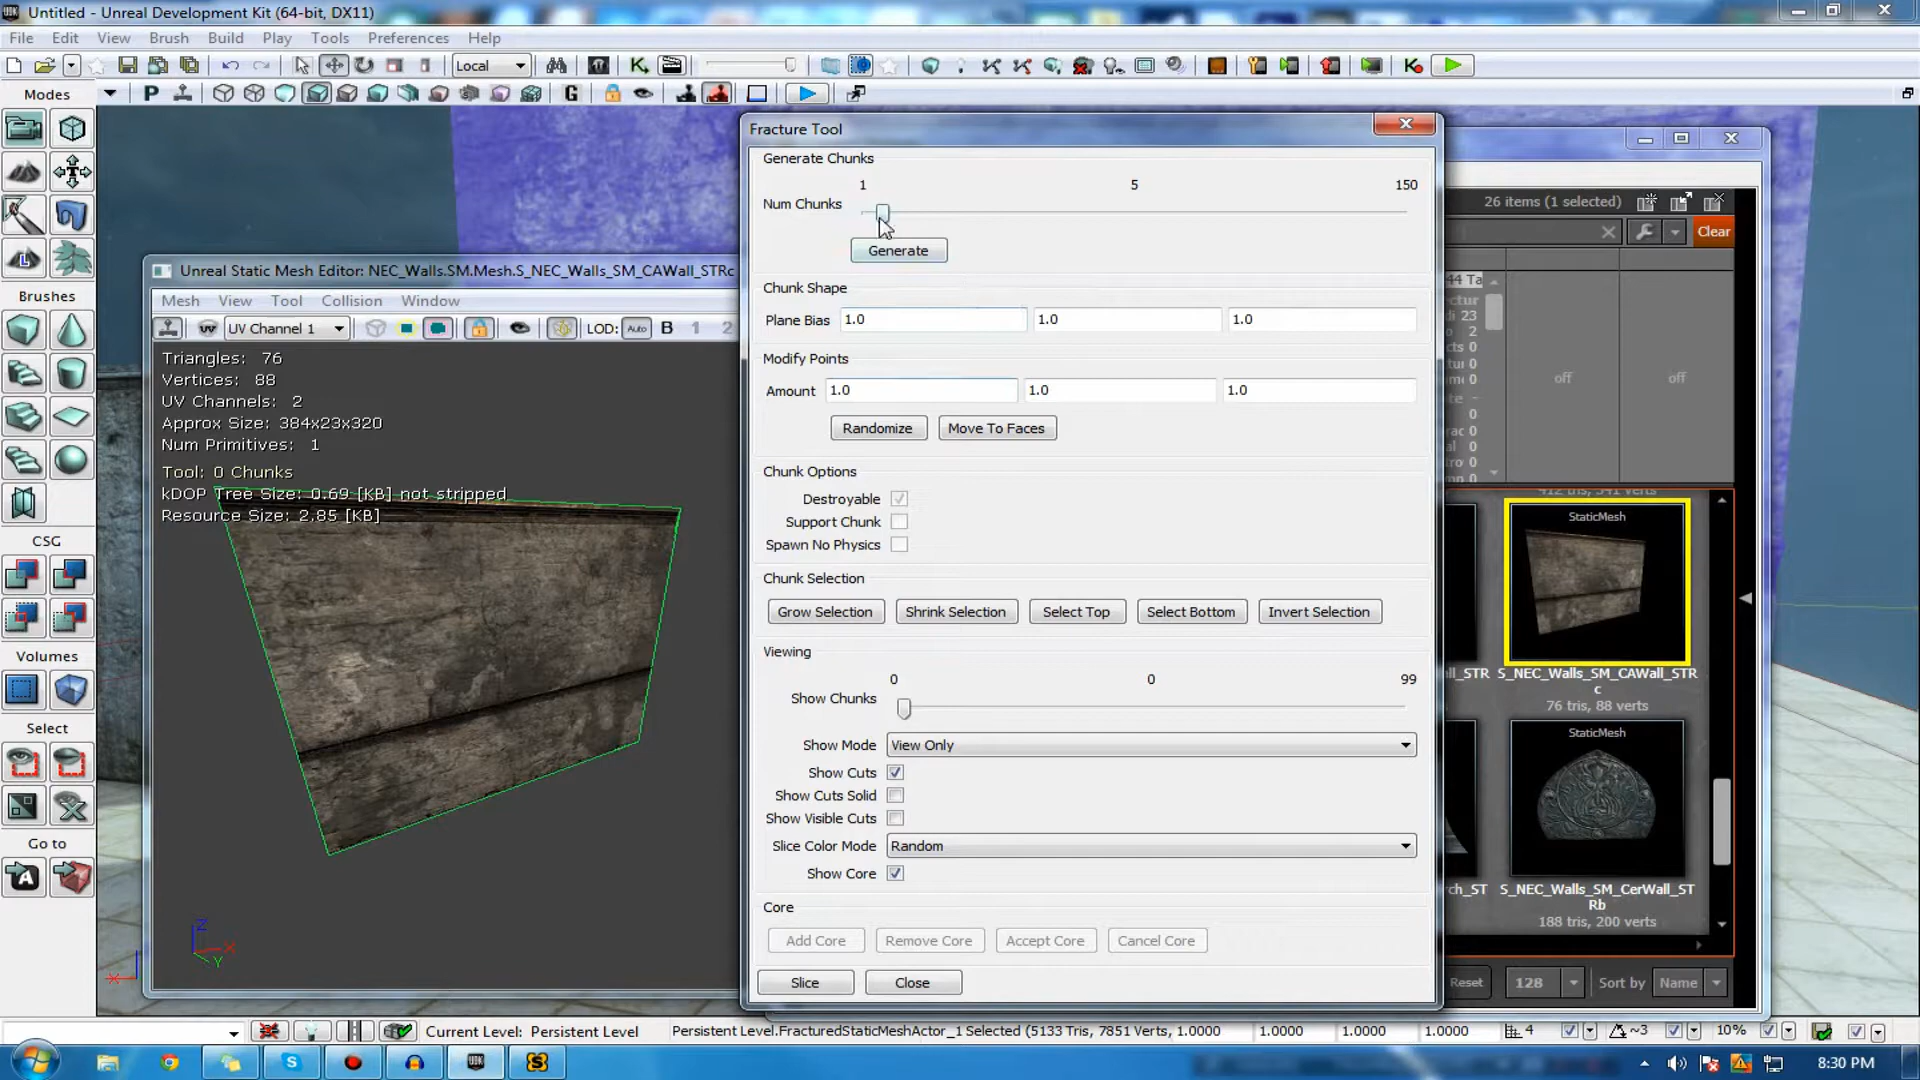 Untitled - Unreal Development Kit (64-bit, DX11)
File Edit View Brush Build Play Tools Preferences Help
Local
Modes
P
G
Fracture Tool
Generate Chunks
1 5 150
Num Chunks
Generate
26 items (1 selected)
Clear
Brushes
Unreal Static Mesh Editor: NEC_Walls.SM.Mesh.S_NEC_Walls_SM_CAWall_STRc
Mesh View Tool Collision Window
UV UV Channel 1 LOD: Auto B 1 2
Chunk Shape
Plane Bias 1.0 1.0 1.0
Triangles: 76
Vertices: 88
UV Channels: 2
Approx Size: 384x23x320
Num Primitives: 1
Tool: 0 Chunks
kDOP Tree Size: 0.69 [KB] not stripped
Resource Size: 2.85 [KB]
Modify Points
Amount 1.0 1.0 1.0
Randomize Move To Faces
off off
Chunk Options
Destroyable
Support Chunk
Spawn No Physics
StaticMesh
CSG
Chunk Selection
Grow Selection Shrink Selection Select Top Select Bottom Invert Selection
Volumes
Viewing
0 0 99
Show Chunks
S_NEC_Walls_SM_CAWall_STR
c
76 tris, 88 verts
StaticMesh
Select
Show Mode View Only
Show Cuts
Show Cuts Solid
Show Visible Cuts
Slice Color Mode Random
Show Core
Go to
S_NEC_Walls_SM_CerWall_ST
Rb
188 tris, 200 verts
Core
Add Core Remove Core Accept Core Cancel Core
Slice Close
Reset 128 Sort by Name
Z
X
Y
Current Level: Persistent Level Persistent Level.FracturedStaticMeshActor_1 Selected (5133 Tris, 7851 Verts, 1.0000 1.0000 1.0000 1.0000 4 ~3 10%
8:30 PM